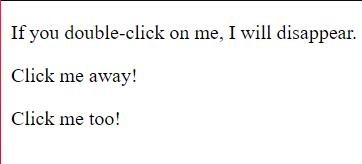 If you double-click on me, I will disappear.
Click me away!
Click me too!